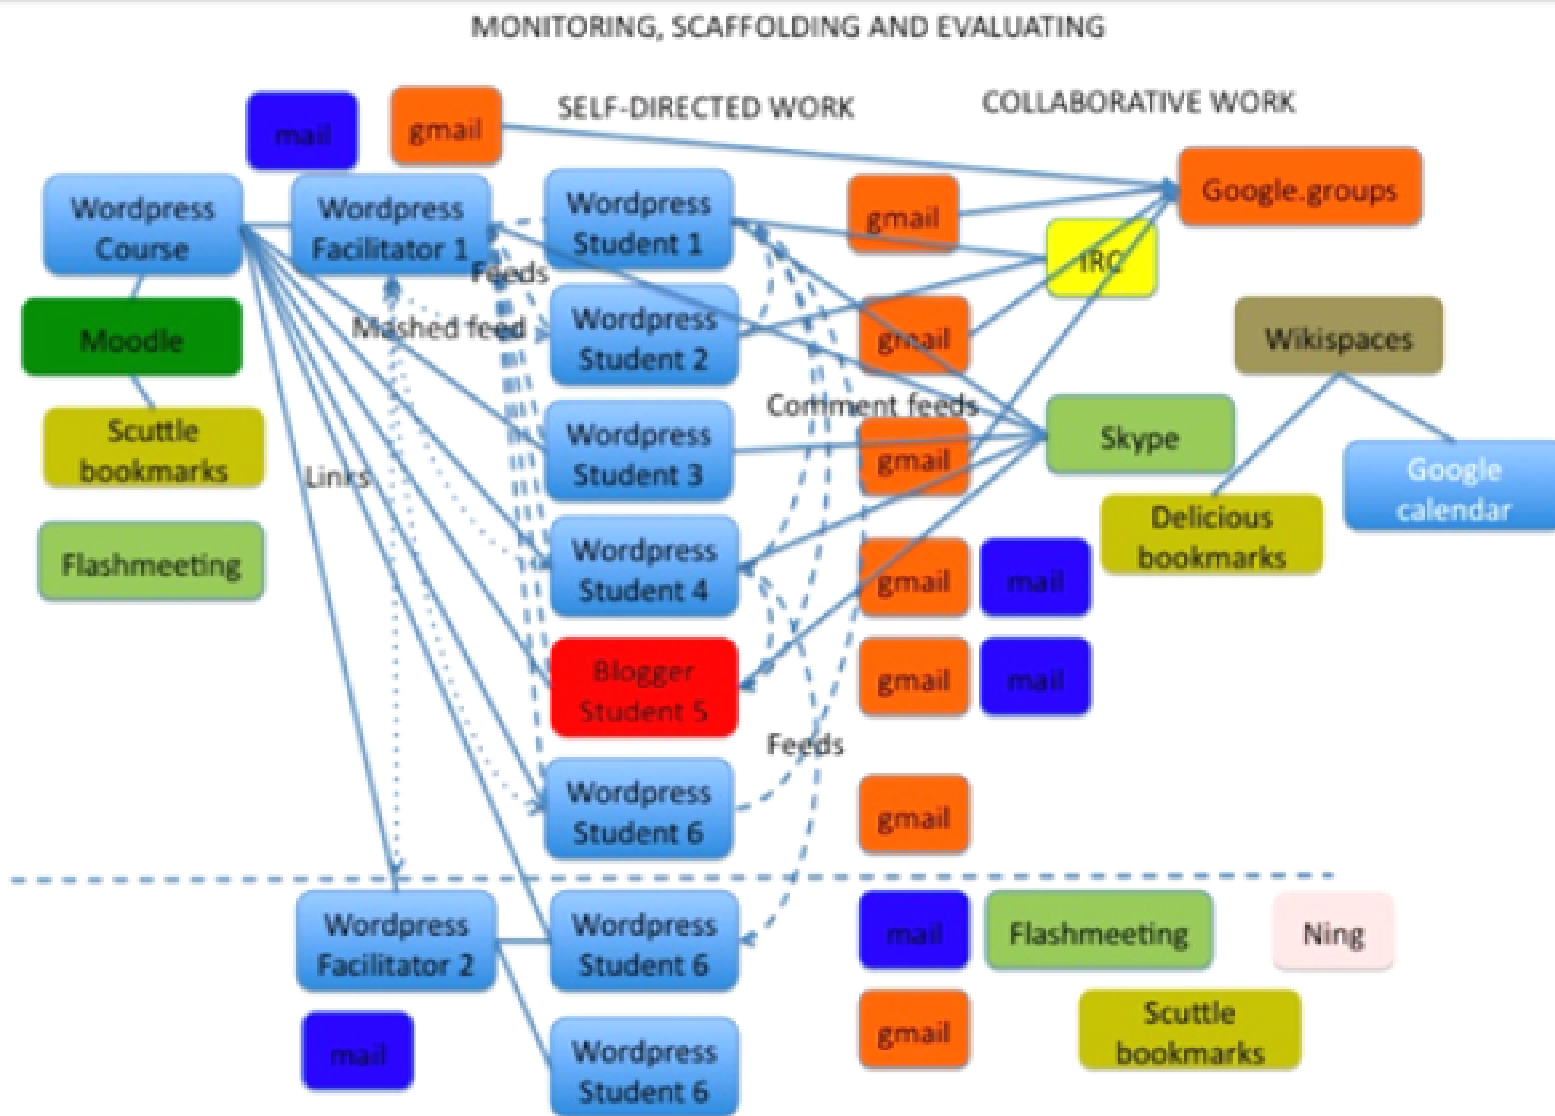 MONITORING, SCAFFOLDING AND EVALUATING
SELF-DIRECTED WORK
COLLABORATIVE WORK
mail
gmail
Wordpress
Course
Wordpress
Facilitator 1
Wordpress
Student 1
gmail
Google.groups
IRC
Feeds
Moodle
Mashed feed
Wordpress
Student 2
gmail
Wikispaces
Scuttle
bookmarks
Links
Wordpress
Student 3
Comment feeds
gmail
Skype
Google
calendar
Delicious
bookmarks
Flashmeeting
Wordpress
Student 4
gmail
mail
Blogger
Student 5
gmail
mail
Feeds
Wordpress
Student 6
gmail
Wordpress
Facilitator 2
Wordpress
Student 6
mail
Flashmeeting
Ning
mail
Wordpress
Student 6
gmail
Scuttle
bookmarks